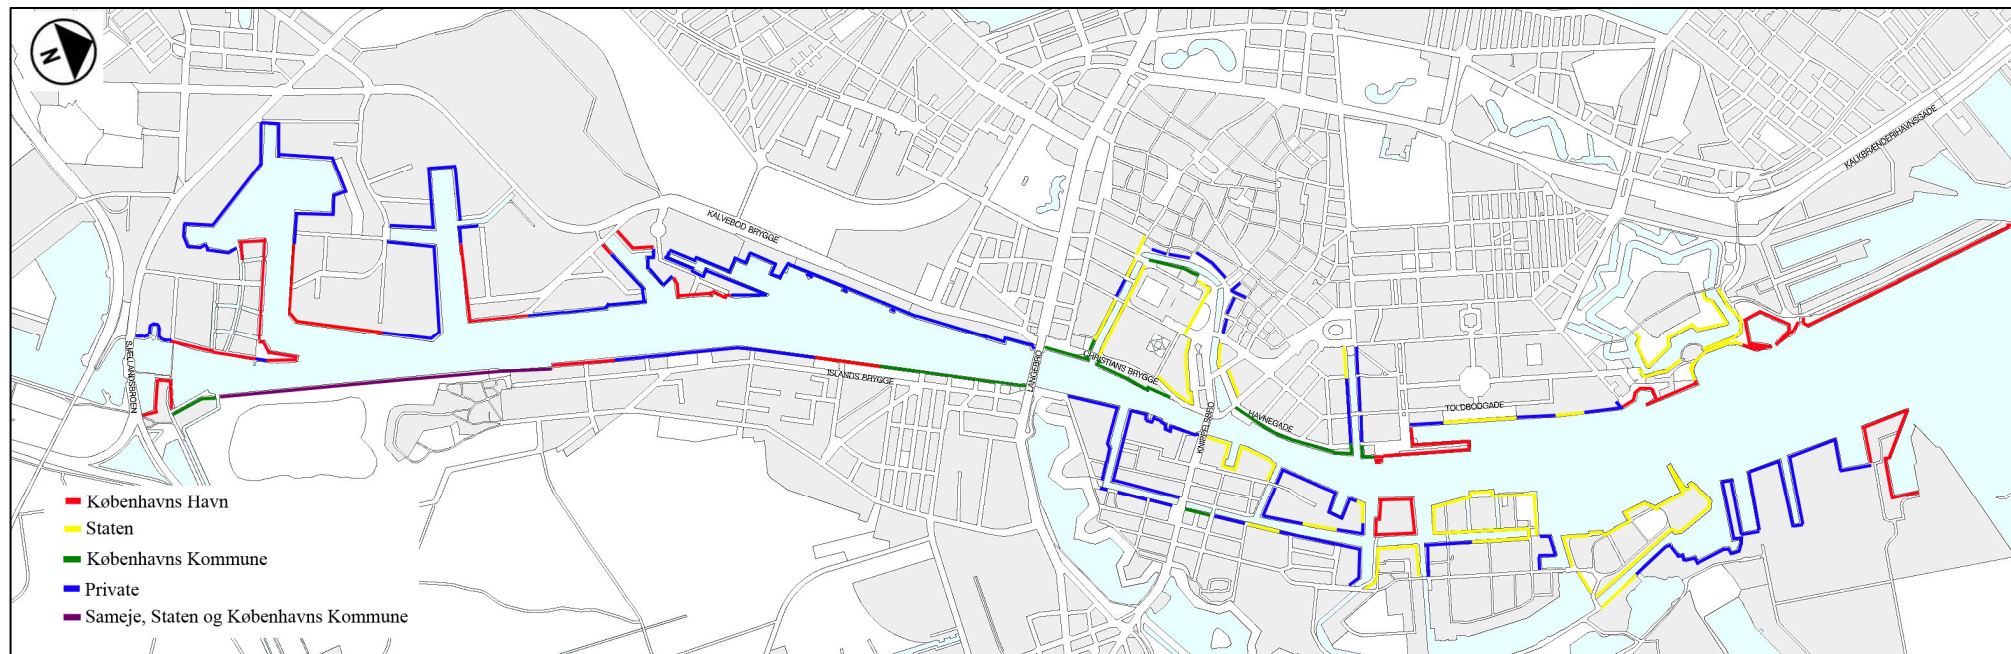 N
KALKBRÆNDERIHAVNSGADE
KALVEBOD BRYGGE
SJÆLLANDSBROEN
ISLANDS BRYGGE
LANGEBRO
CHRISTIANS BRYGGE
KNIPPELSBRO
HAVNEGADE
TOLDBODGADE
Københavns Havn
Staten
Københavns Kommune
Private
Sameje, Staten og Københavns Kommune